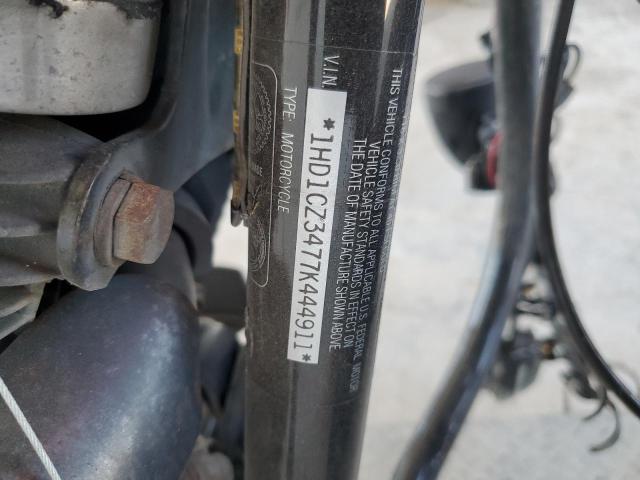 THIS VEHICLE CONFORMS TO ALL APPLICABLE U.S. FEDERAL MOTOR
VEHICLE SAFETY STANDARDS IN EFFECT ON
THE DATE OF MANUFACTURE SHOWN ABOVE
V.I.N.
*1HD1CZ3477K444911*
TYPE: MOTORCYCLE